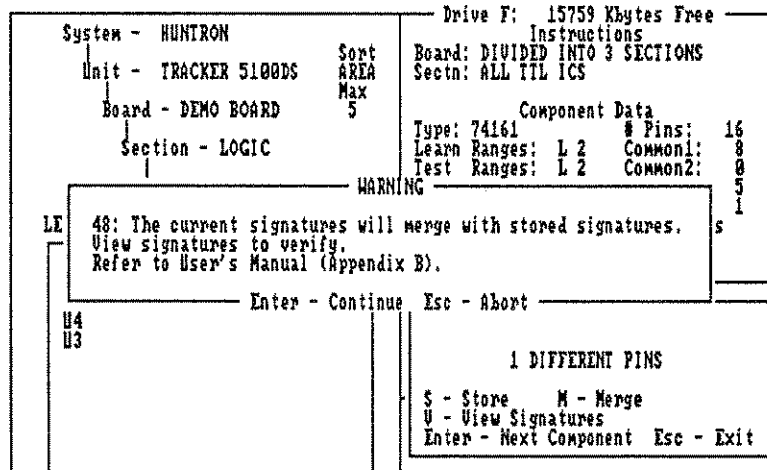 Drive F: 15759 Kbytes Free
System - HUNTRON
Instructions
Sort
Board: DIVIDED INTO 3 SECTIONS
Unit - TRACKER 5100DS
AREA
Sectn: ALL TTL ICS
Max
Board - DEMO BOARD
5
Component Data
Type: 74161 # Pins: 16
Section - LOGIC
Learn Ranges: L 2 Common1: 8
Test Ranges: L 2 Common2: 0
WARNING
5
1
LE
48: The current signatures will merge with stored signatures.
s
View signatures to verify.
Refer to User's Manual (Appendix B).
Enter - Continue Esc - Abort
U4
U3
1 DIFFERENT PINS
S - Store M - Merge
V - View Signatures
Enter - Next Component Esc - Exit